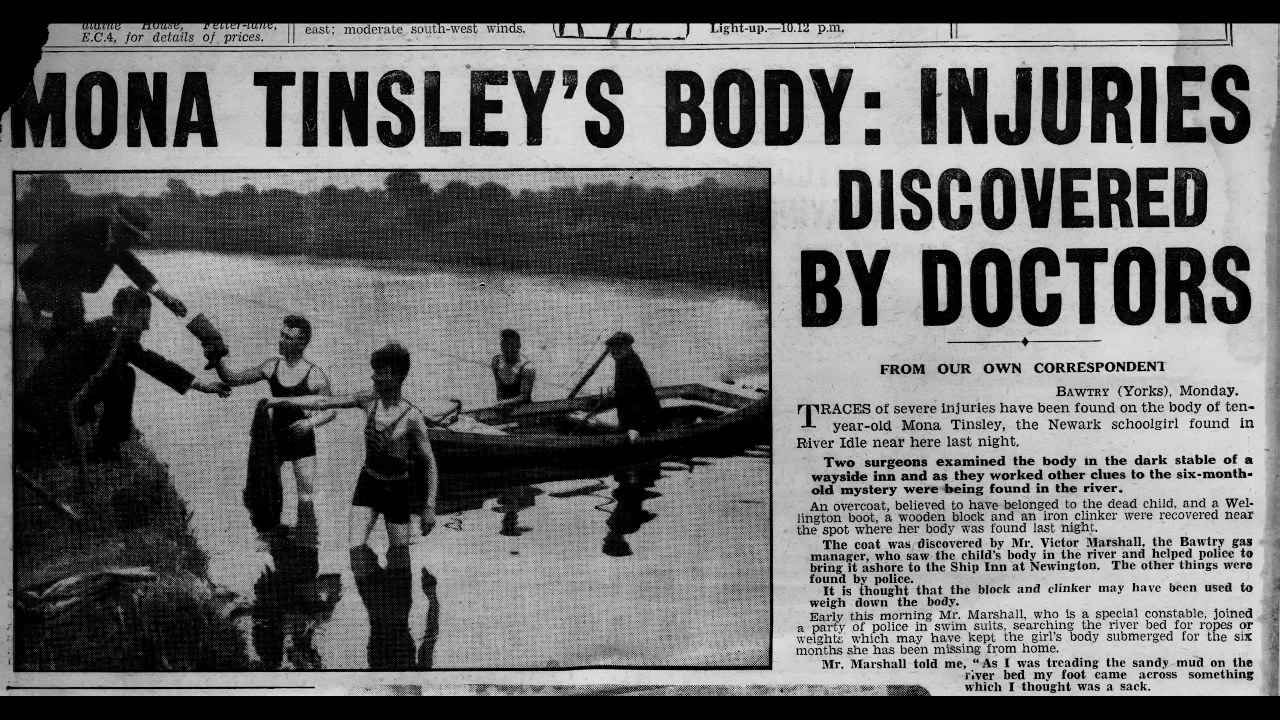 House, Fetter-lane,
E.C.4, for details of prices.
east; moderate south-west winds.
Light-up.—10.12 p.m.
MONA TINSLEY'S BODY: INJURIES
DISCOVERED
BY DOCTORS
FROM OUR OWN CORRESPONDENT
BAWTRY (Yorks), Monday.
TRACES of severe injuries have been found on the body of ten-
year-old Mona Tinsley, the Newark schoolgirl found in
River Idle near here last night.
Two surgeons examined the body in the dark stable of a
wayside inn and as they worked other clues to the six-month-
old mystery were being found in the river.
An overcoat, believed to have belonged to the dead child, and a Wel-
lington boot, a wooden block and an iron clinker were recovered near
the spot where her body was found last night.
The coat was discovered by Mr. Victor Marshall, the Bawtry gas
manager, who saw the child's body in the river and helped police to
bring it ashore to the Ship Inn at Newington. The other things were
found by police.
It is thought that the block and clinker may have been used to
weigh down the body.
Early this morning Mr. Marshall, who is a special constable, joined
a party of police in swim suits, searching the river bed for ropes or
weights which may have kept the girl's body submerged for the six
months she has been missing from home.
Mr. Marshall told me, "As I was treading the sandy mud on the
river bed my foot came across something
which I thought was a sack.